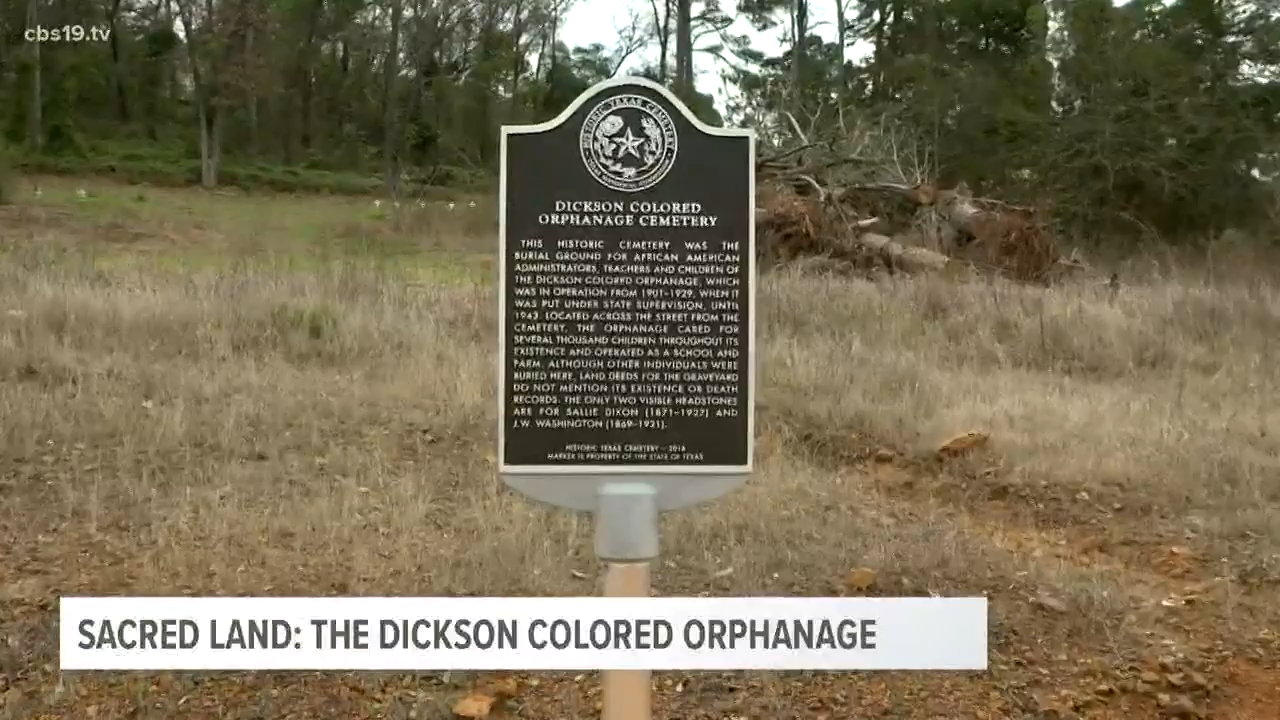 cbs19.tv
HISTORIC TEXAS CEMETERY
DICKSON COLORED
ORPHANAGE CEMETERY
THIS HISTORIC CEMETERY WAS THE
BURIAL GROUND FOR AFRICAN AMERICAN
ADMINISTRATORS, TEACHERS AND CHILDREN OF
THE DICKSON COLORED ORPHANAGE, WHICH
WAS IN OPERATION FROM 1901-1929, WHEN IT
WAS PUT UNDER STATE SUPERVISION, UNTIL
1943. LOCATED ACROSS THE STREET FROM THE
CEMETERY, THE ORPHANAGE CARED FOR
SEVERAL THOUSAND CHILDREN THROUGHOUT ITS
EXISTENCE AND OPERATED AS A SCHOOL AND
FARM. ALTHOUGH OTHER INDIVIDUALS WERE
BURIED HERE, LAND DEEDS FOR THE GRAVEYARD
DO NOT MENTION ITS EXISTENCE OR DEATH
RECORDS. THE ONLY TWO VISIBLE HEADSTONES
ARE FOR SALLIE DIXON (1871-1927) AND
J.W. WASHINGTON (1869-1921).
HISTORIC TEXAS CEMETERY – 2018
MARKER IS PROPERTY OF THE STATE OF TEXAS
SACRED LAND: THE DICKSON COLORED ORPHANAGE